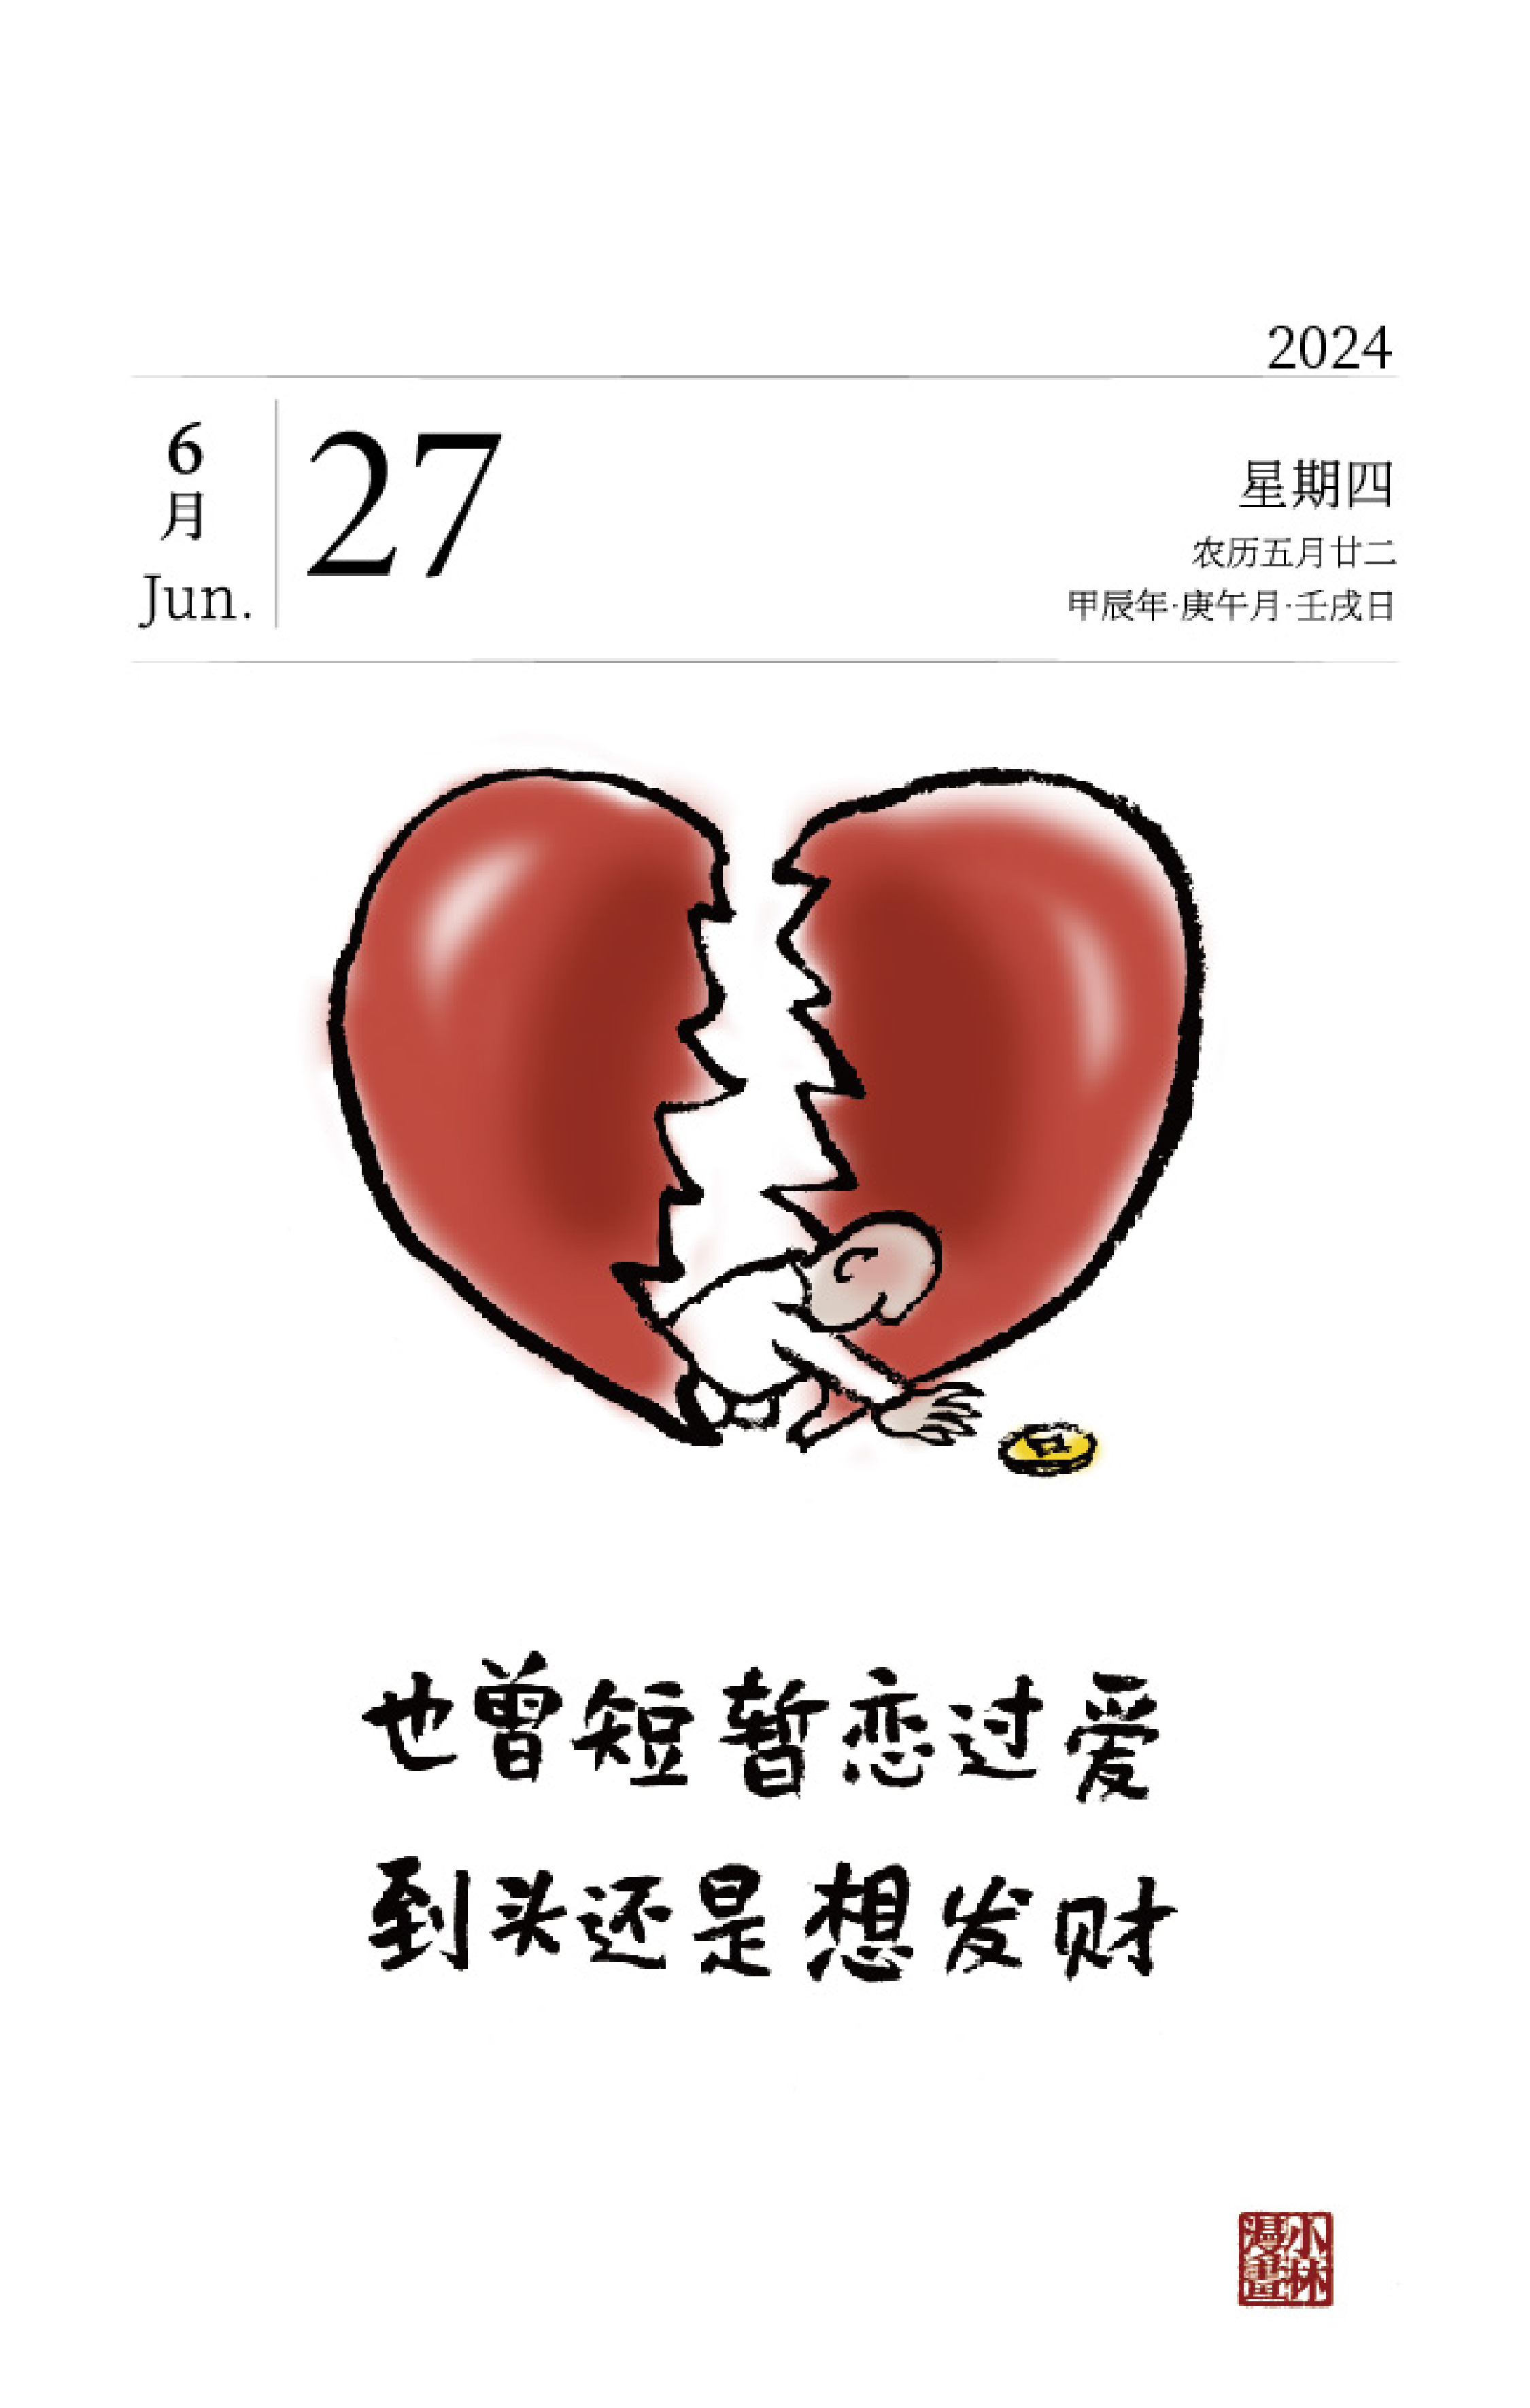 2024
6
月
Jun.
27
星期四
农历五月廿二
甲辰年·庚午月·壬戌日
也曾短暂恋过爱
到头还是想发财
小林
漫畫